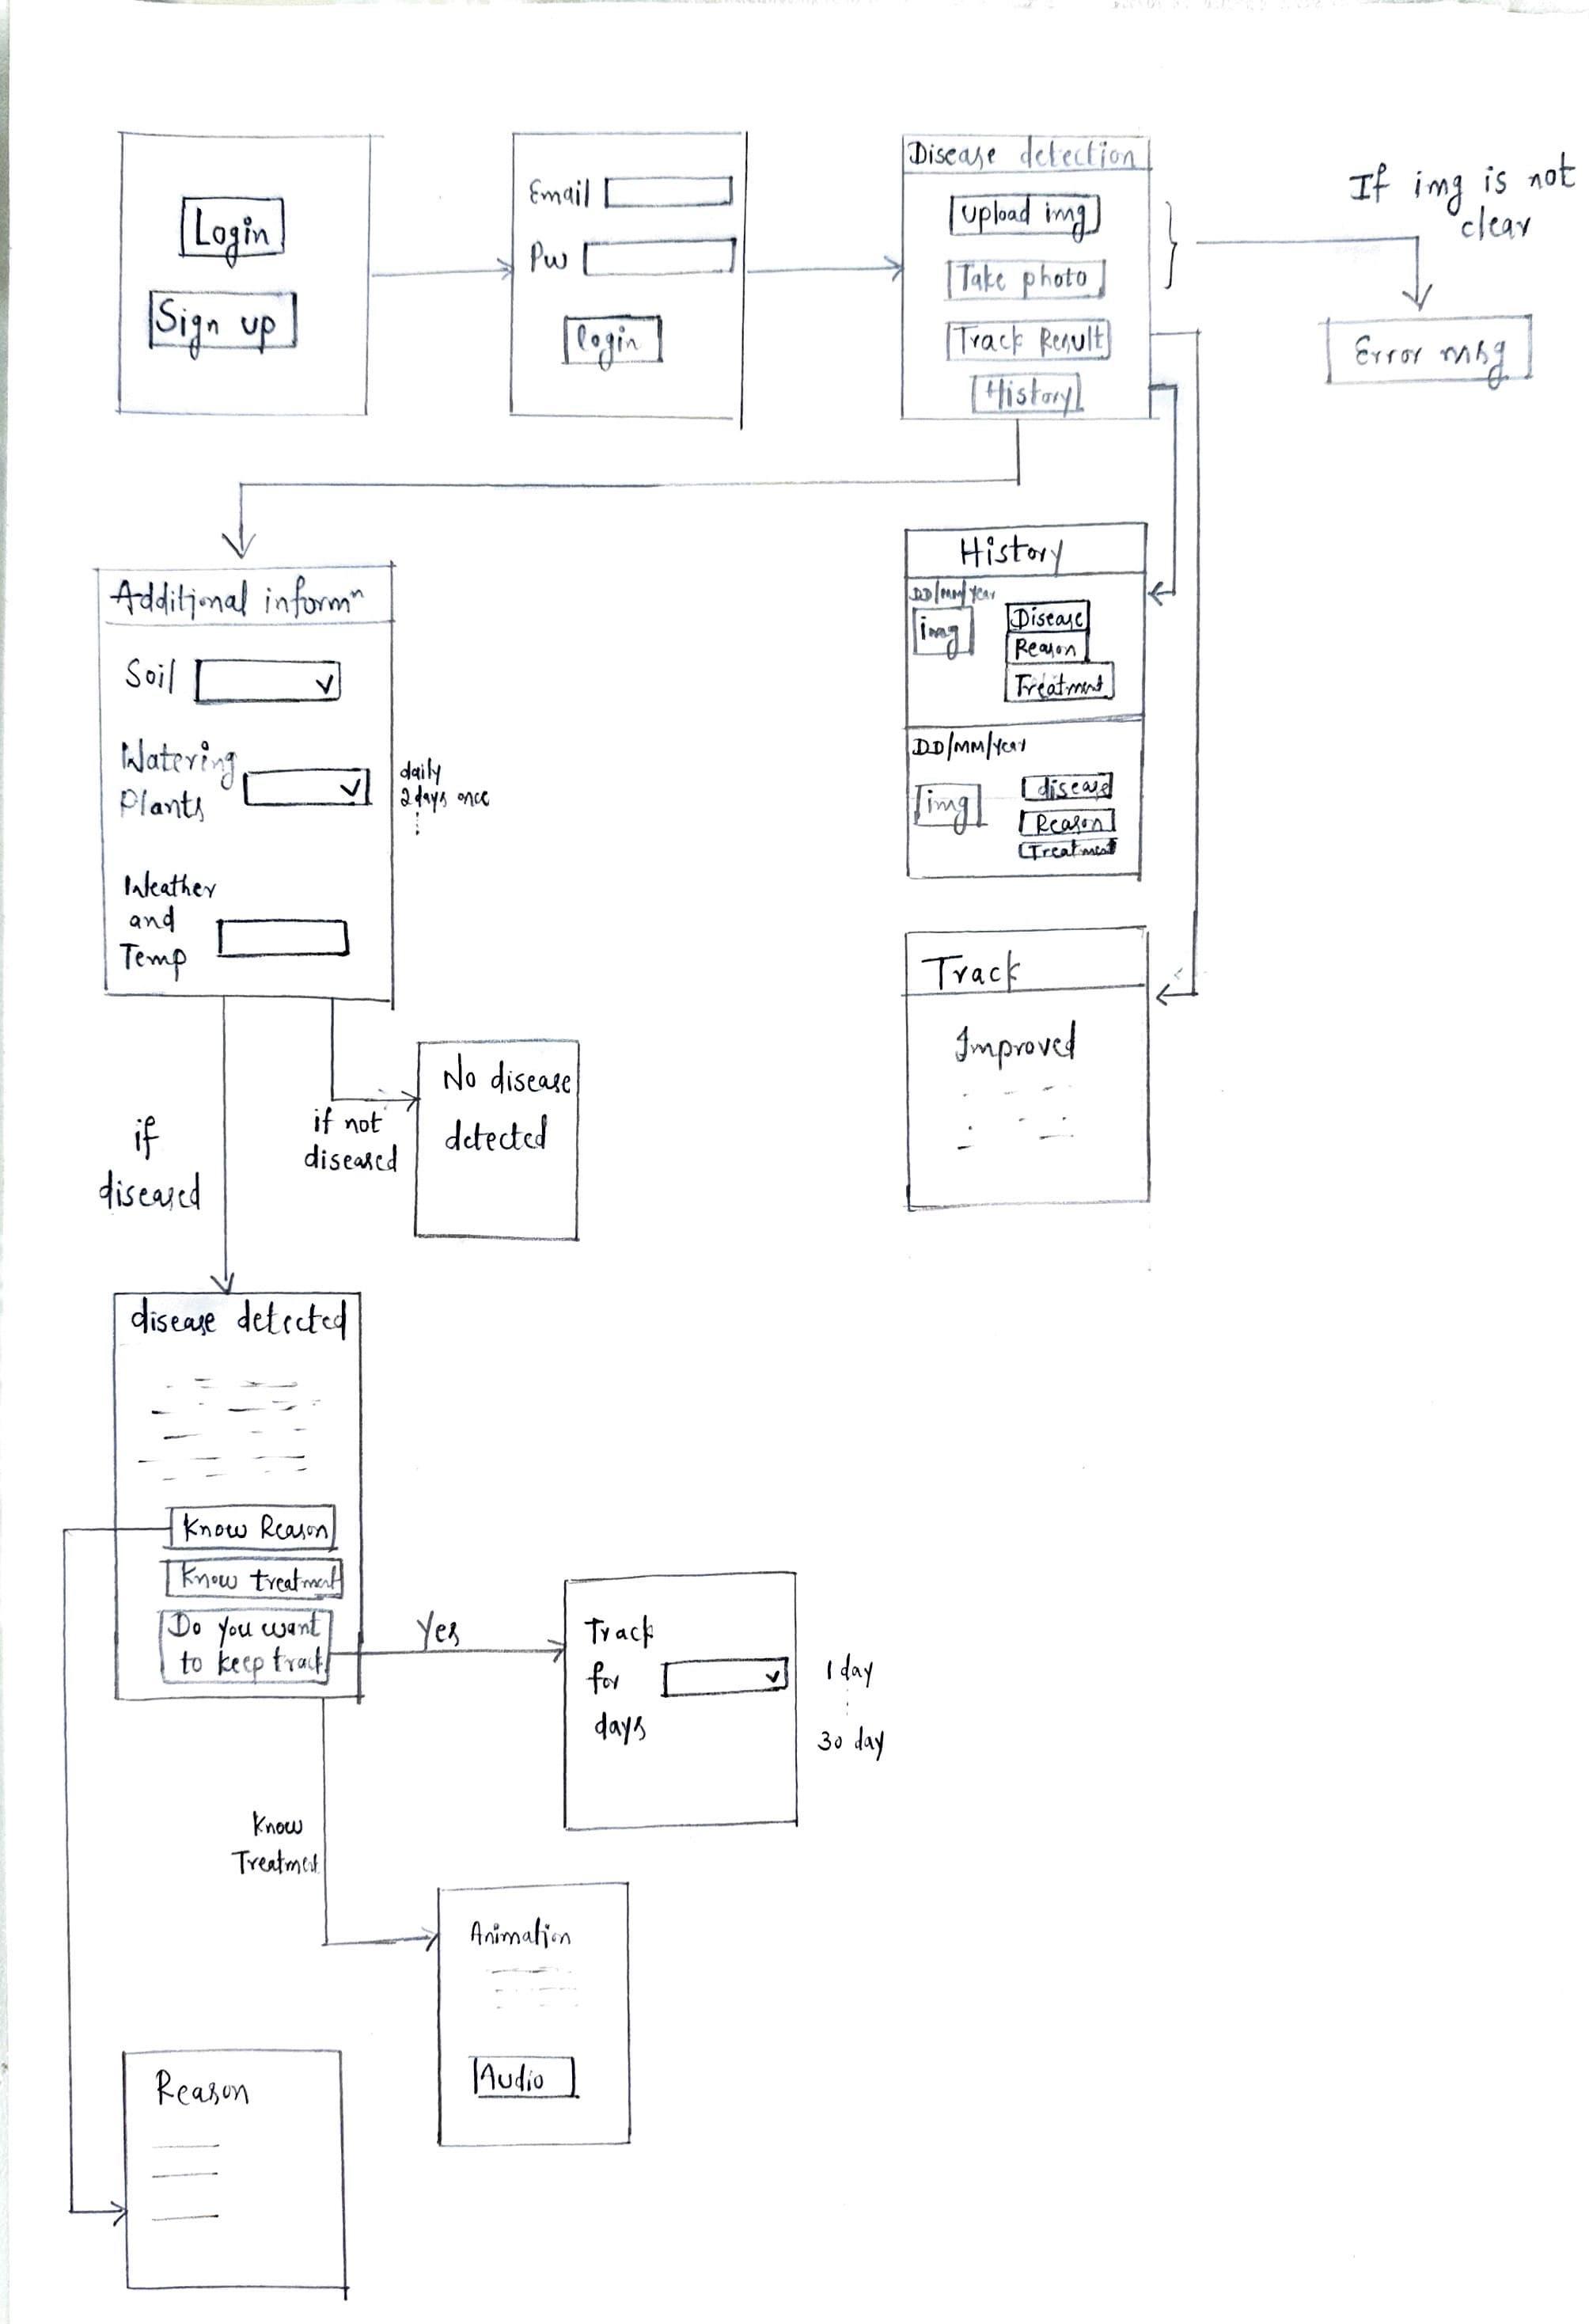 Login
Sign up
Email
Pw
login
Disease detection
Upload img
Take photo
Track Result
History
If img is not
clear
Error msg
Additional informⁿ
Soil
Watering
Plants
daily
2 days once
Weather
and
Temp
History
DD/MM/Year
img
Disease
Reason
Treatment
DD/MM/Year
img
disease
Reason
Treatment
Track
Improved
if
diseased
if not
diseased
No disease
detected
disease detected
Know Reason
Know treatment
Do you want
to keep track
Yes
Track
for
days
1 day
30 day
Know
Treatment
Animation
Audio
Reason